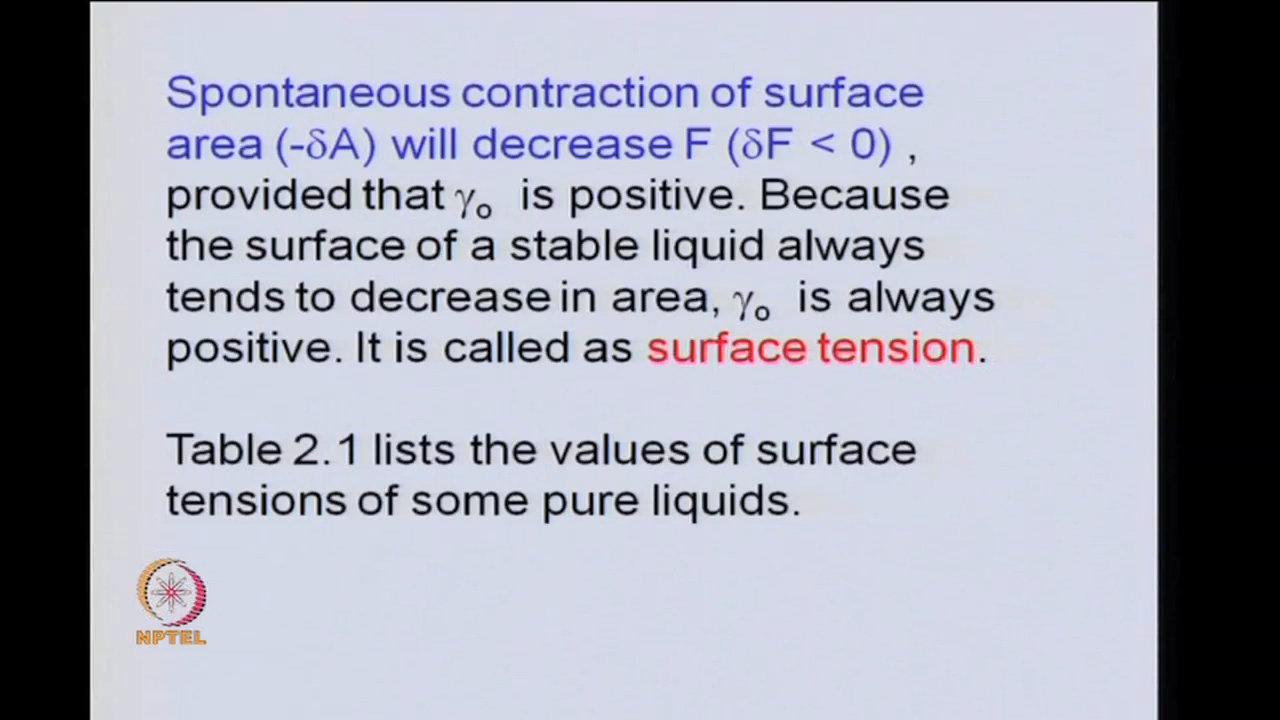 Spontaneous contraction of surface
area (-δA) will decrease F (δF < 0) ,
provided that γₒ is positive. Because
the surface of a stable liquid always
tends to decrease in area, γₒ is always
positive. It is called as surface tension.
Table 2.1 lists the values of surface
tensions of some pure liquids.
NPTEL